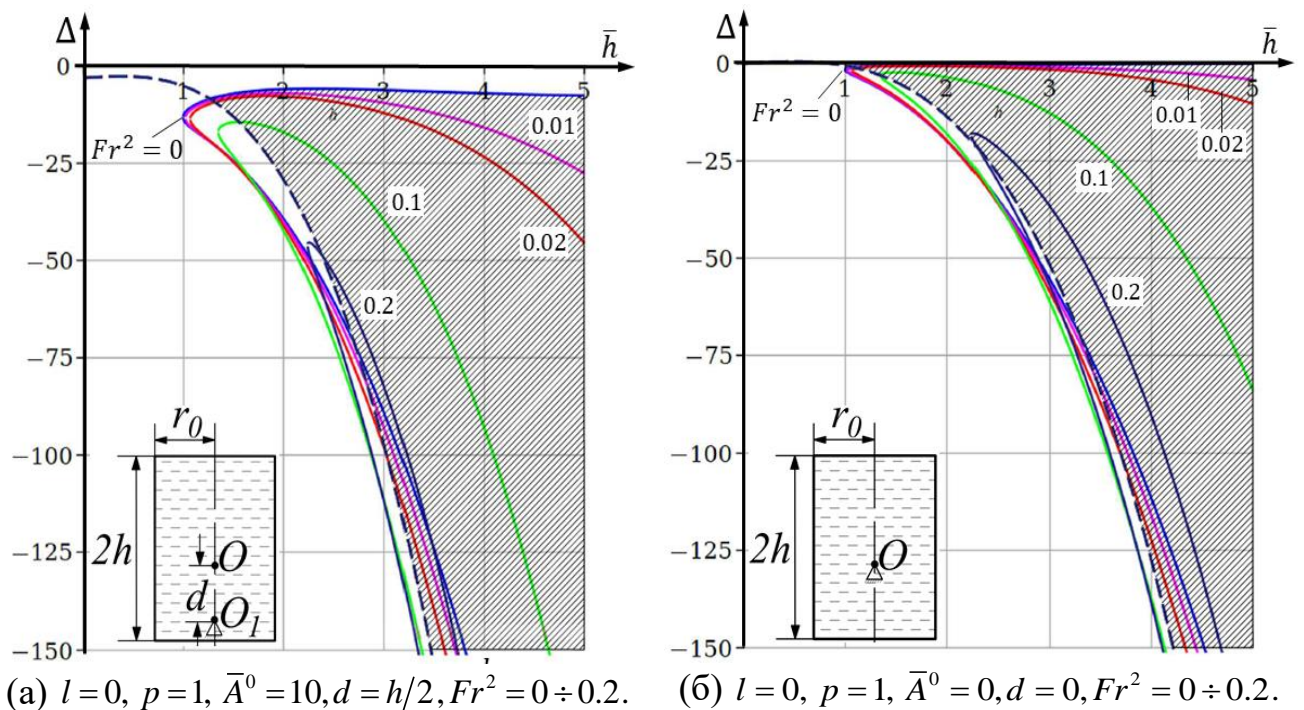 Δ
h̄
0
1
2
3
4
5
h
Fr² = 0
0.01
0.02
0.1
0.2
−25
−50
−75
−100
−125
−150
r₀
2h
O
d
O₁
(а) l = 0, p = 1, Ā⁰ = 10, d = h/2, Fr² = 0 ÷ 0.2.
Δ
h̄
0
1
2
3
4
5
h
Fr² = 0
0.01
0.02
0.1
0.2
−25
−50
−75
−100
−125
−150
r₀
2h
O
(б) l = 0, p = 1, Ā⁰ = 0, d = 0, Fr² = 0 ÷ 0.2.